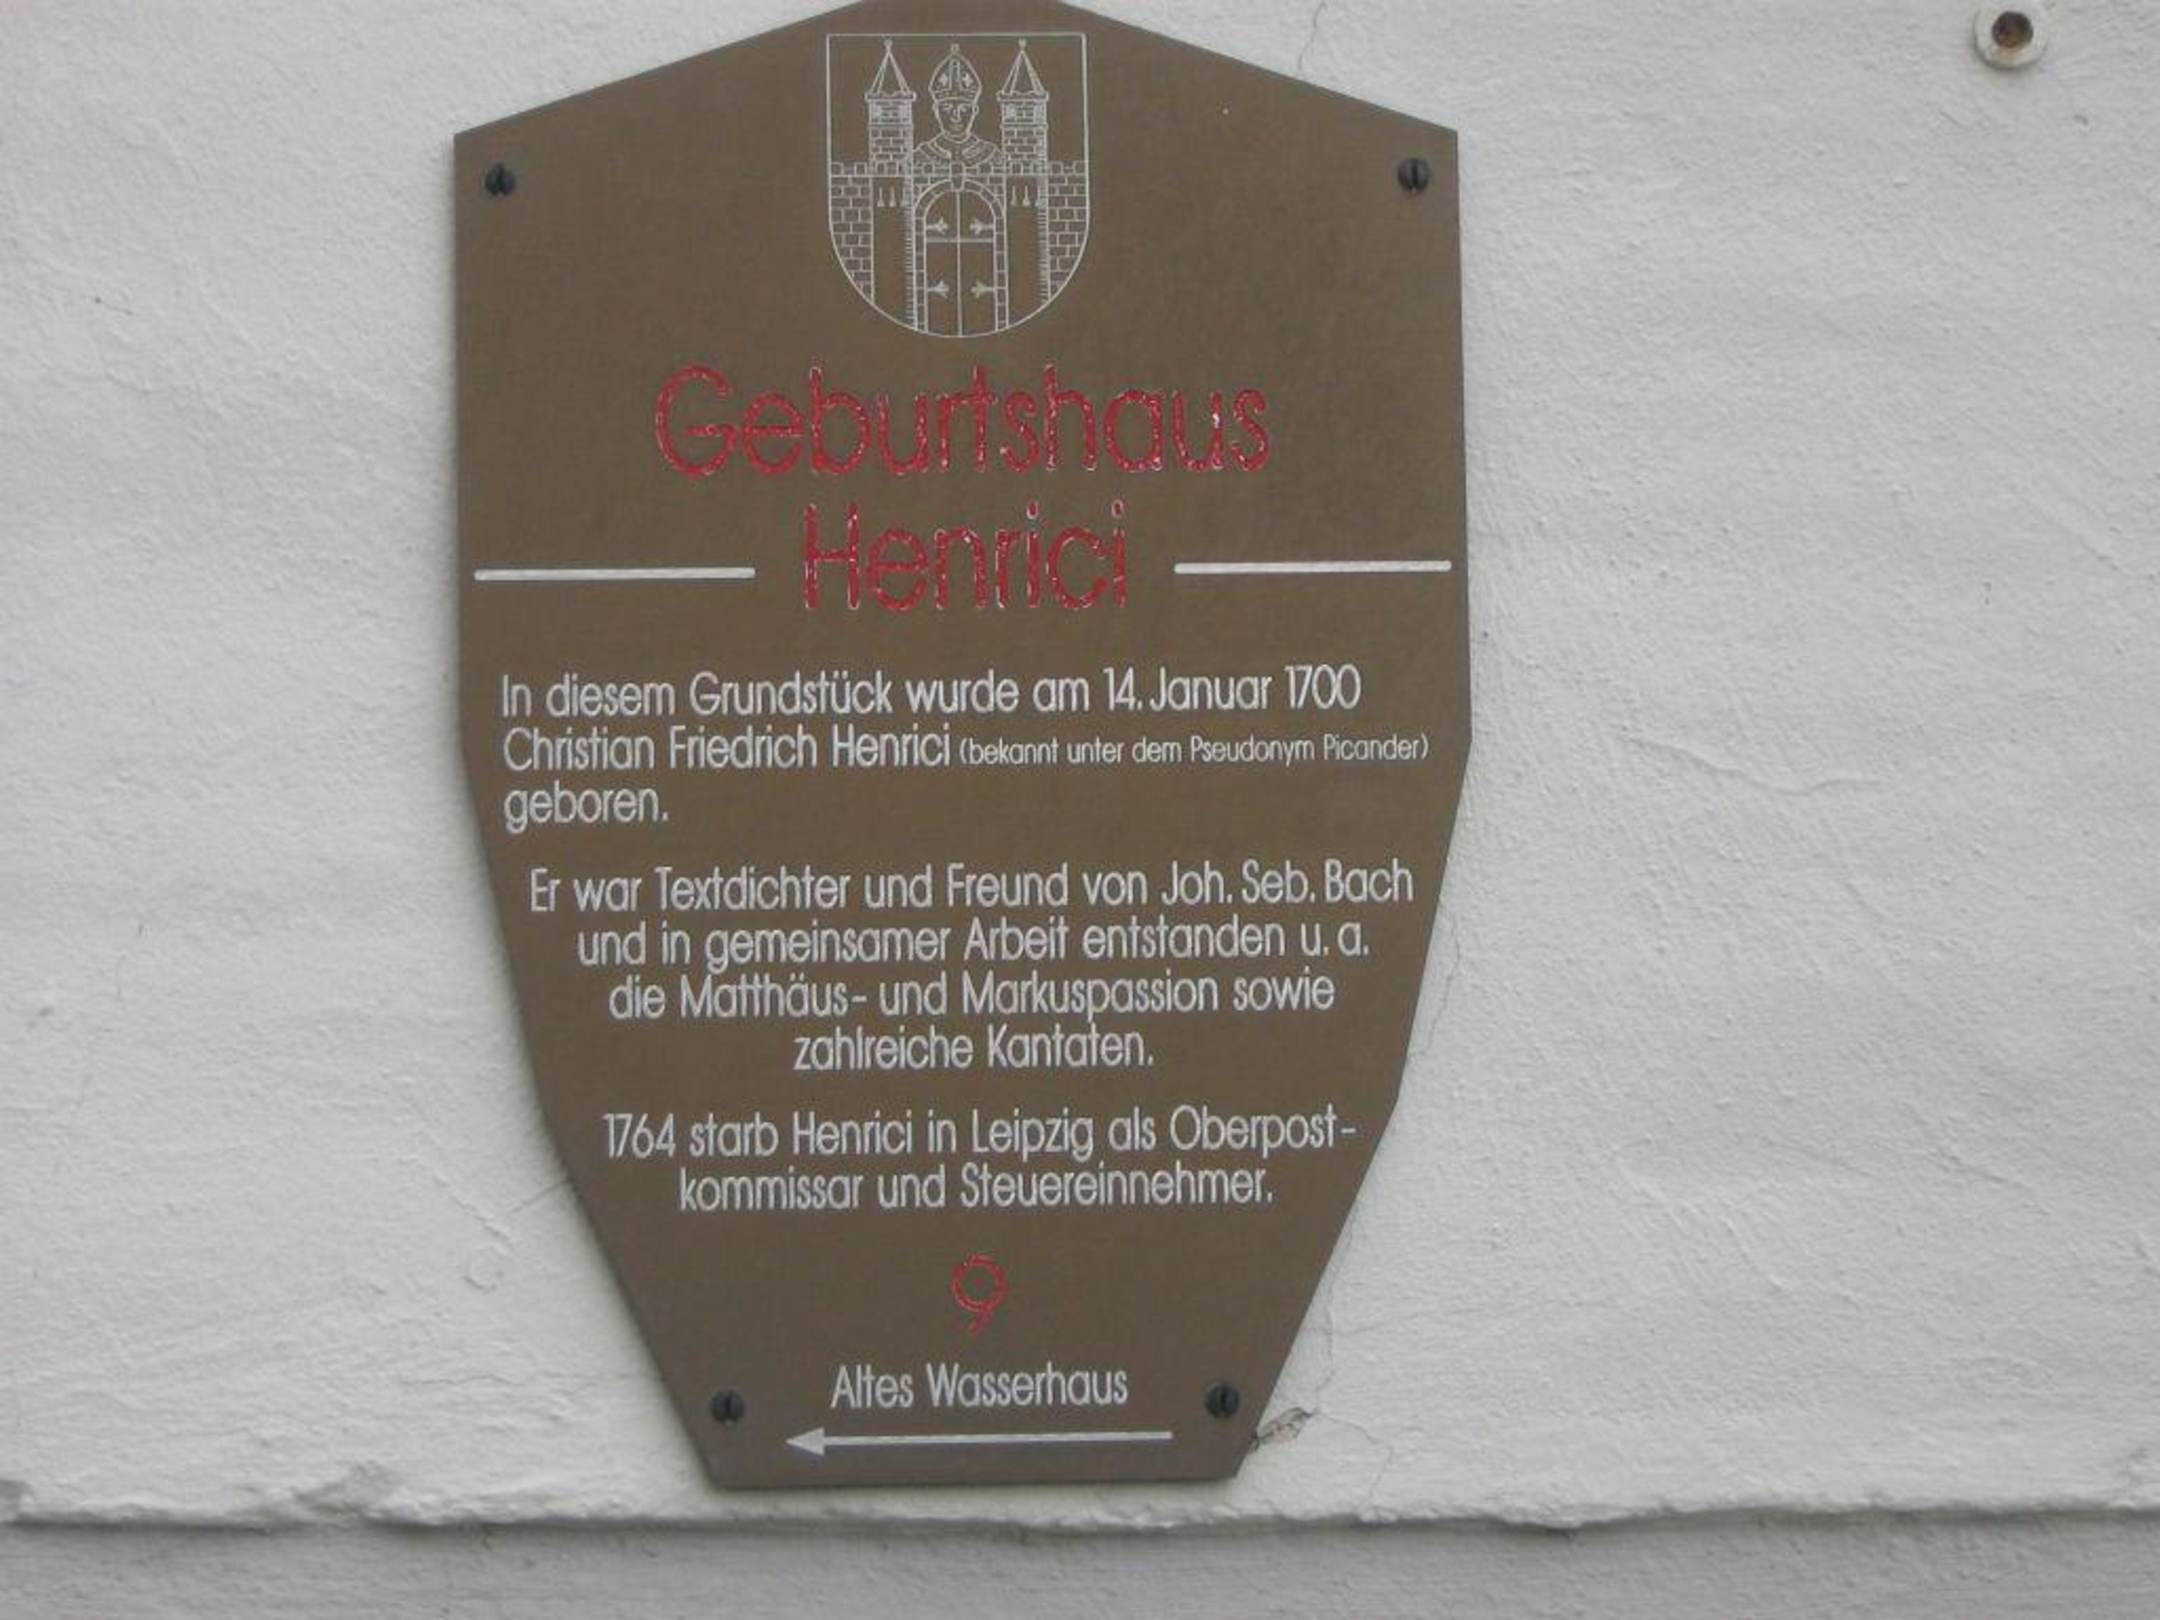 Geburtshaus
Henrici
In diesem Grundstück wurde am 14. Januar 1700
Christian Friedrich Henrici (bekannt unter dem Pseudonym Picander)
geboren.
Er war Textdichter und Freund von Joh. Seb. Bach
und in gemeinsamer Arbeit entstanden u. a.
die Matthäus- und Markuspassion sowie
zahlreiche Kantaten.
1764 starb Henrici in Leipzig als Oberpost-
kommissar und Steuereinnehmer.
9
Altes Wasserhaus